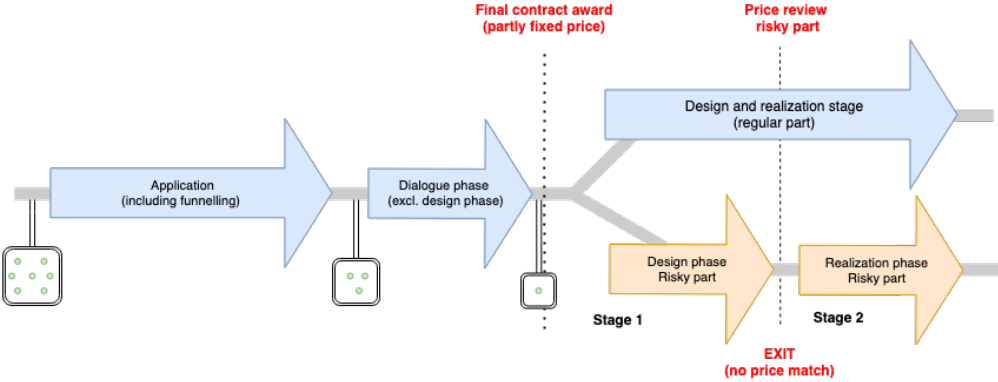 Final contract award
(partly fixed price)
Price review
risky part
Design and realization stage
(regular part)
Application
(including funnelling)
Dialogue phase
(excl. design phase)
Design phase
Risky part
Realization phase
Risky part
Stage 1
Stage 2
EXIT
(no price match)